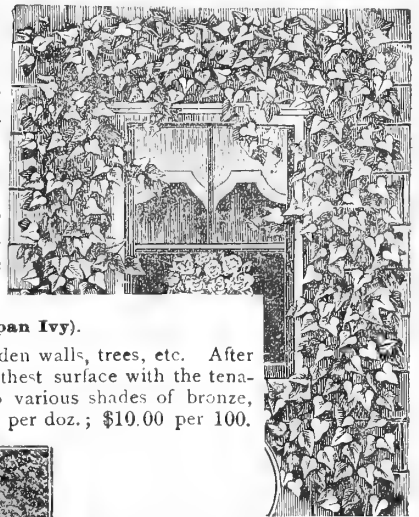 pan Ivy).
den walls, trees, etc. After
thest surface with the tena-
various shades of bronze,
per doz.; $10.00 per 100.